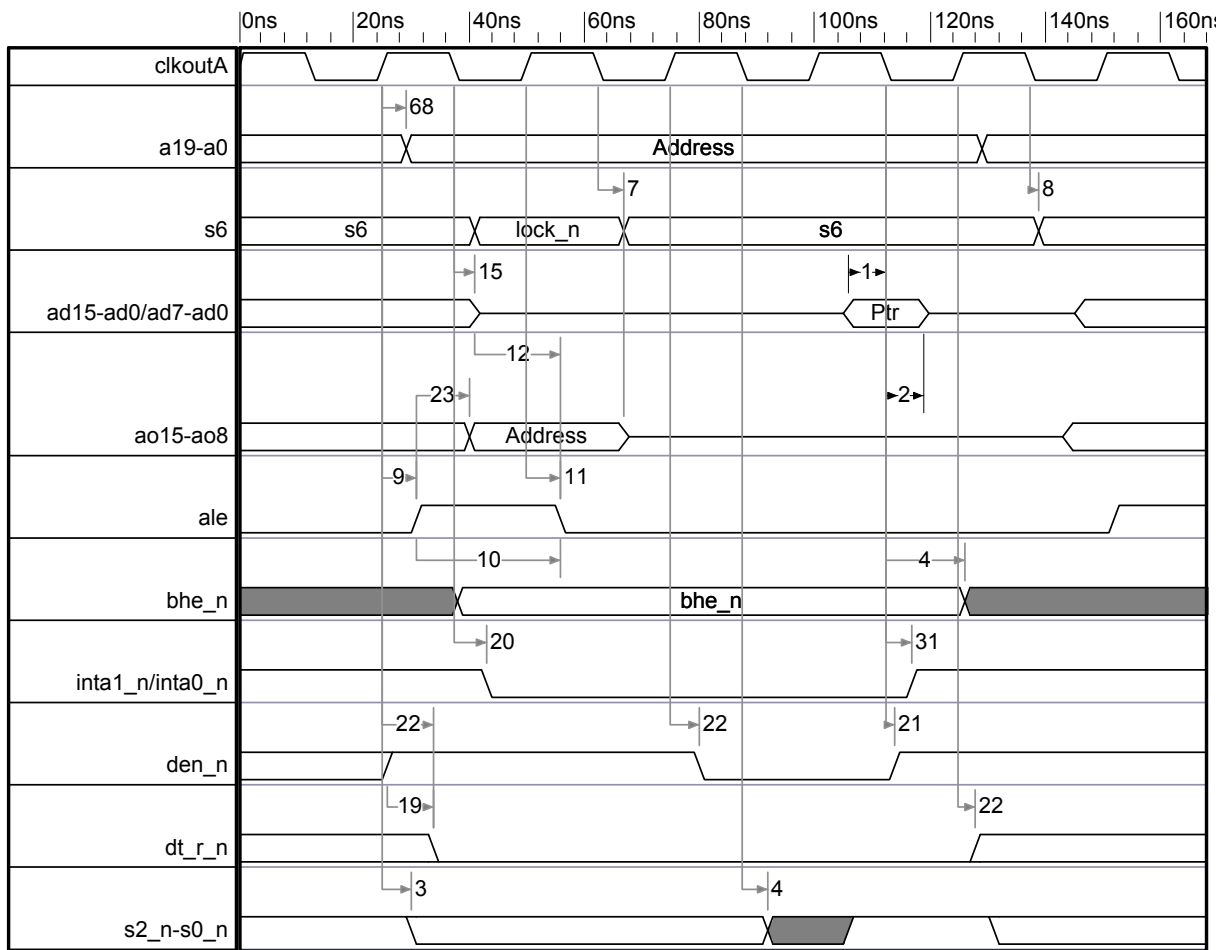 0ns 20ns 40ns 60ns 80ns 100ns 120ns 140ns 160ns
clkoutA
68
a19-a0 Address
7 8
s6 s6 lock_n s6
15 1
ad15-ad0/ad7-ad0 Ptr
12
23 2
ao15-ao8 Address
9 11
ale
10 4
bhe_n bhe_n
20 31
inta1_n/inta0_n
22 22 21
den_n
19 22
dt_r_n
3 4
s2_n-s0_n